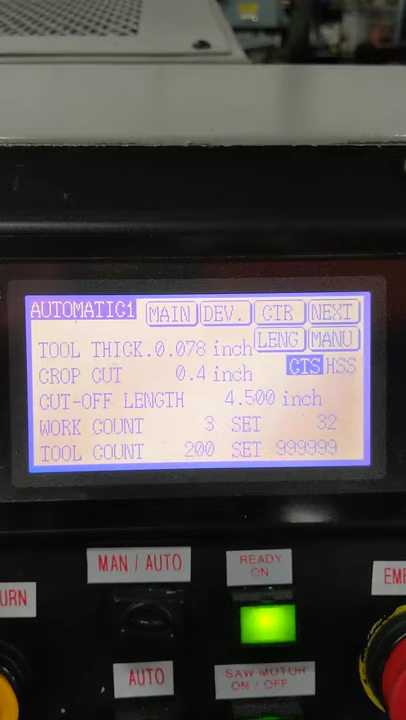 AUTOMATIC1 MAIN DEV. CTR NEXT
LENG MANU
TOOL THICK. 0.078 inch
CTS HSS
CROP CUT 0.4 inch
CUT-OFF LENGTH 4.500 inch
WORK COUNT 3 SET 32
TOOL COUNT 200 SET 999999
MAN / AUTO
READY
ON
URN
EME
AUTO
SAW MOTOR
ON / OFF